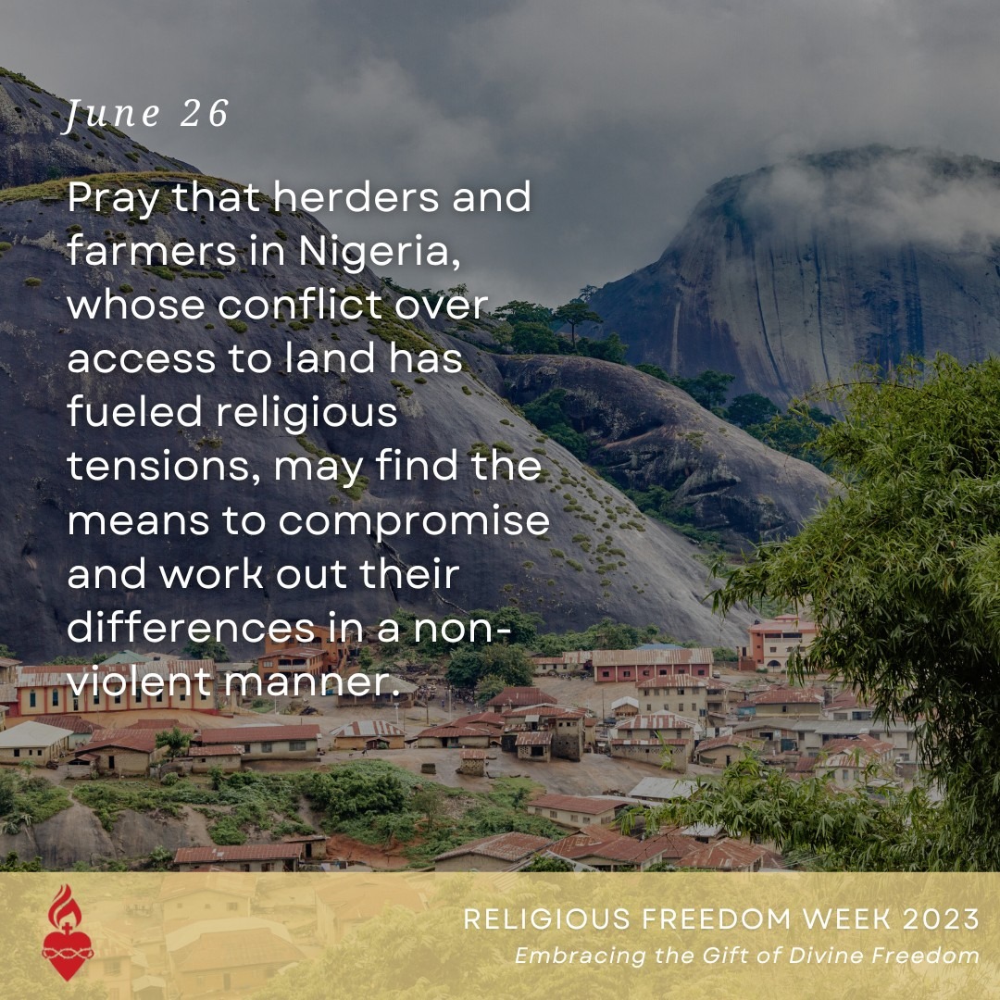 June 26
Pray that herders and
farmers in Nigeria,
whose conflict over
access to land has
fueled religious
tensions, may find the
means to compromise
and work out their
differences in a non-
violent manner.
RELIGIOUS FREEDOM WEEK 2023
Embracing the Gift of Divine Freedom